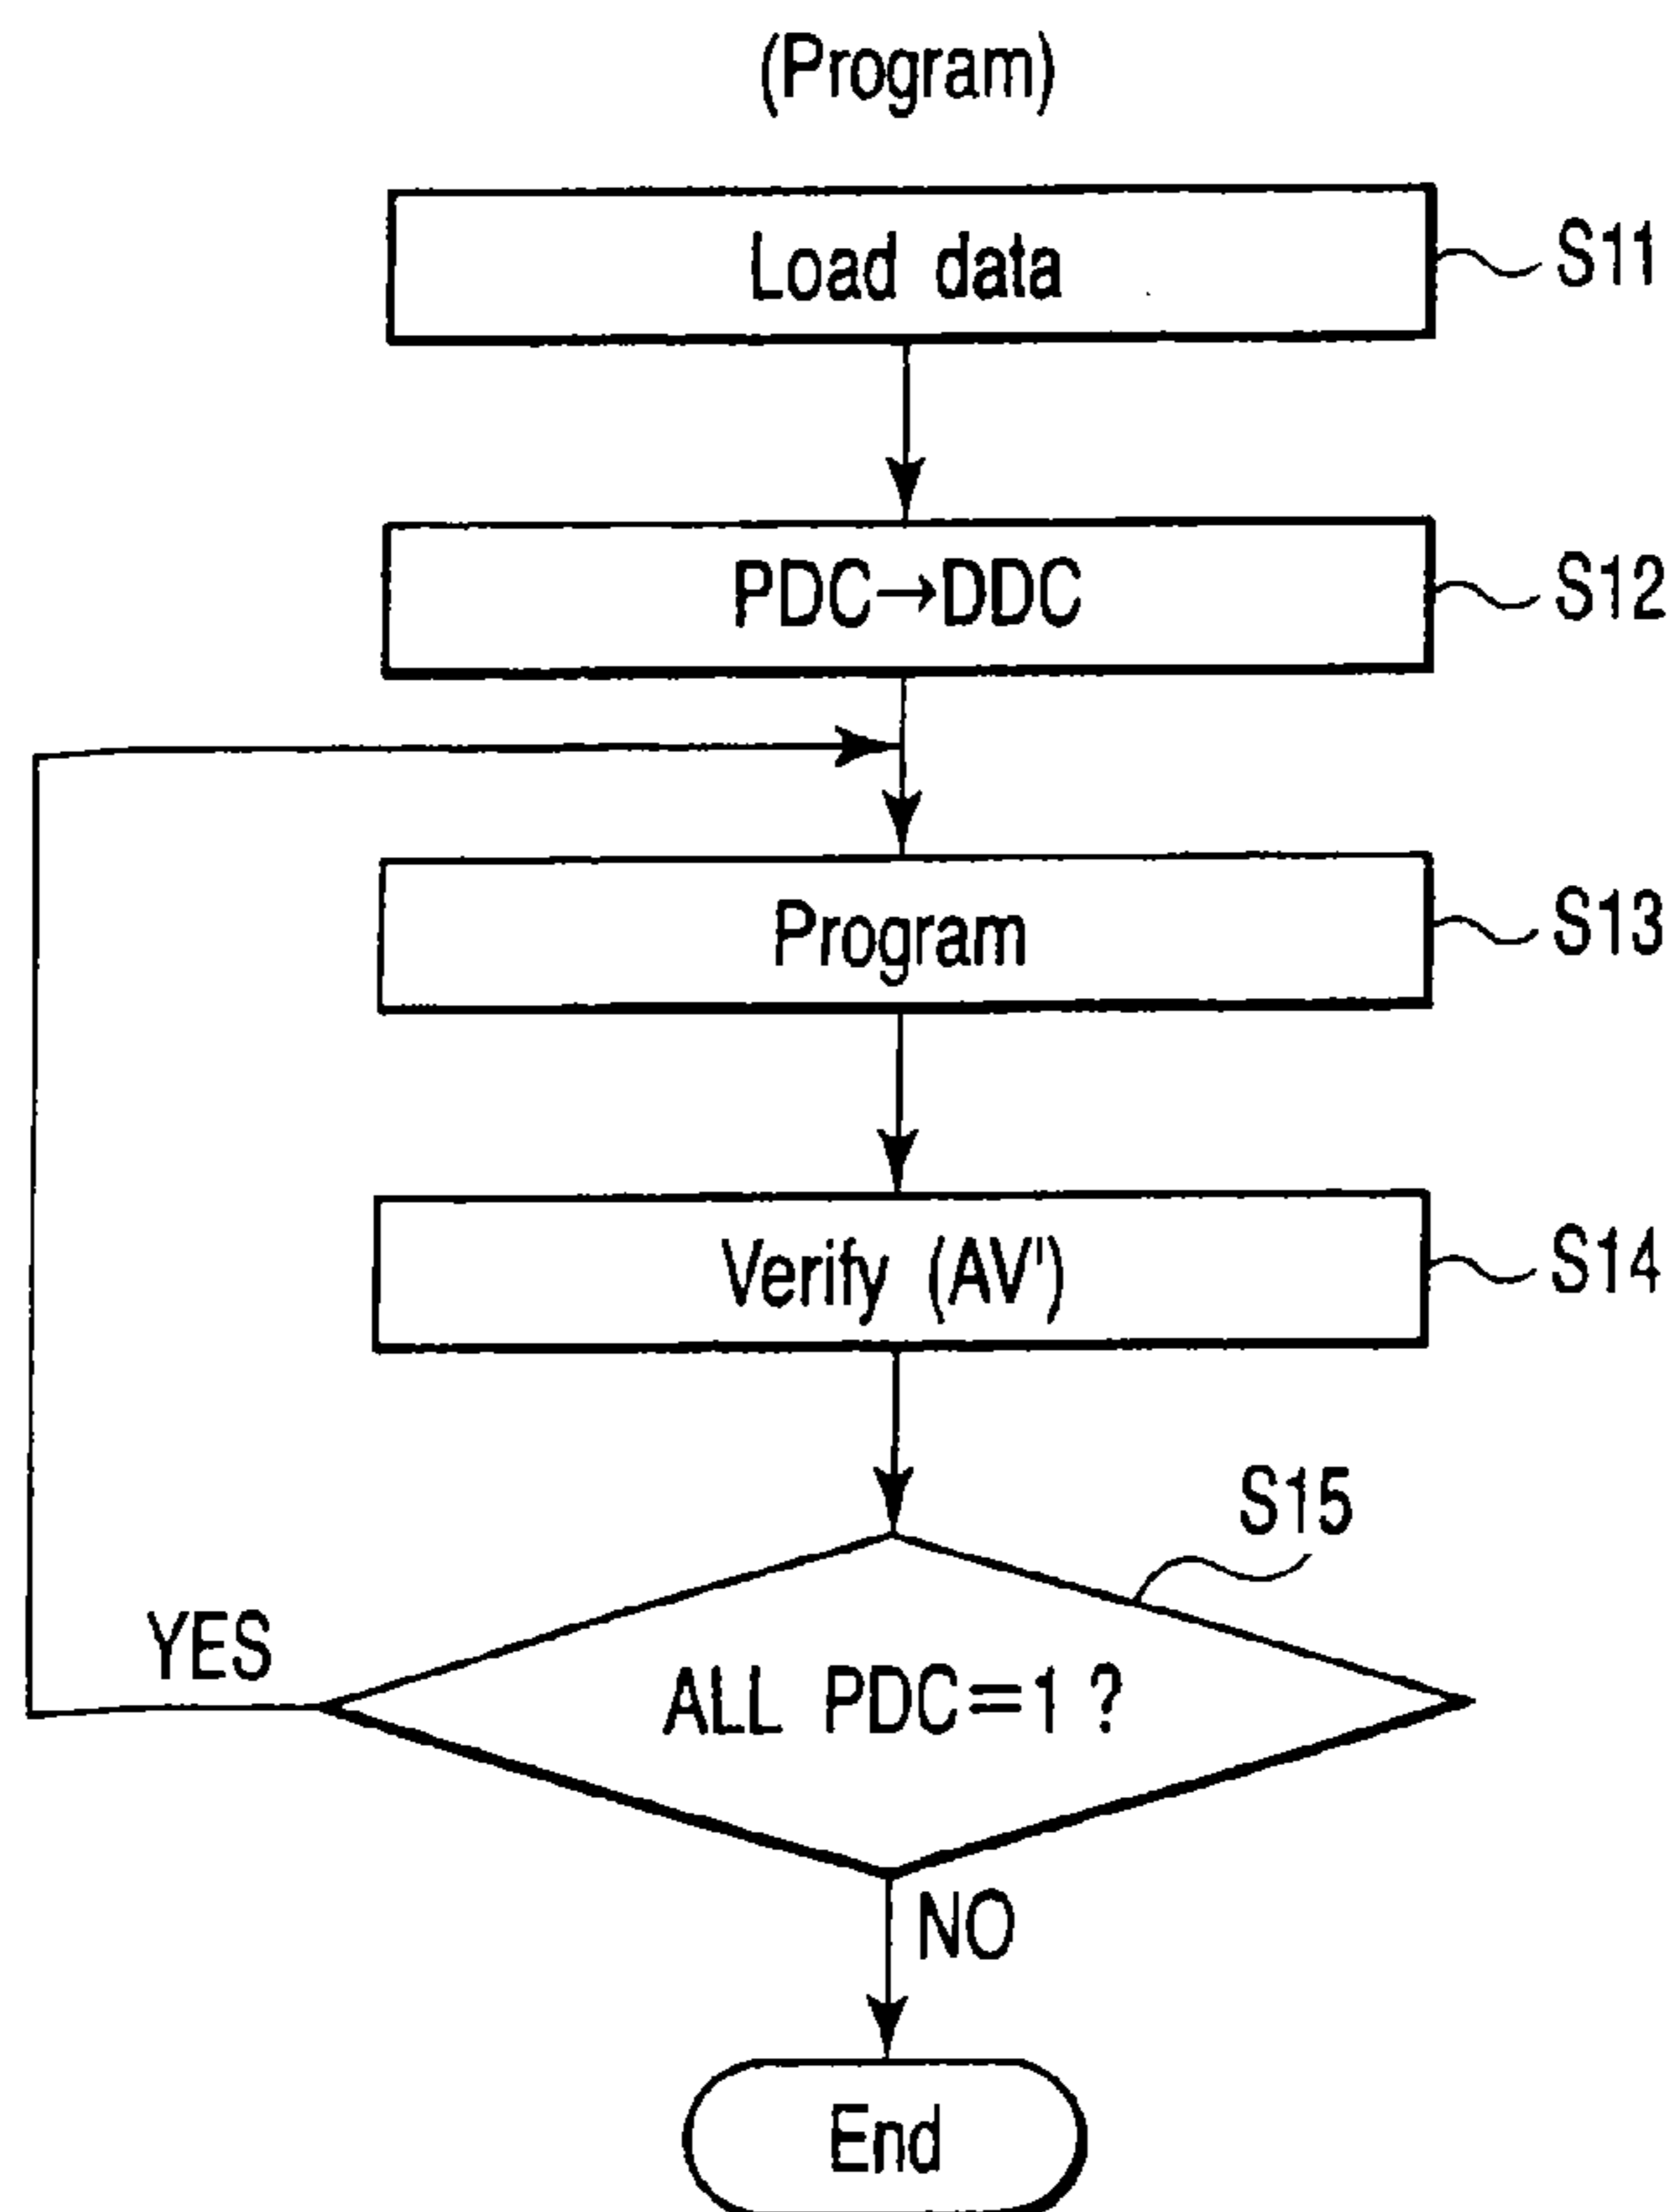 (Program)
Load data
S11
PDC→DDC
S12
Program
S13
Verify (AV')
S14
S15
YES
ALL PDC=1 ?
NO
End